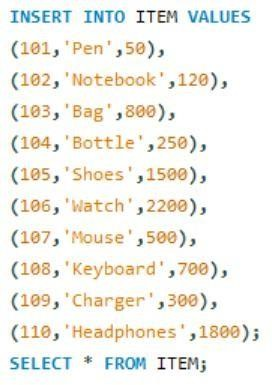 INSERT INTO ITEM VALUES
(101,'Pen',50),
(102,'Notebook',120),
(103,'Bag',800),
(104,'Bottle',250),
(105,'Shoes',1500),
(106,'Watch',2200),
(107,'Mouse',500),
(108,'Keyboard',700),
(109,'Charger',300),
(110,'Headphones',1800);
SELECT * FROM ITEM;